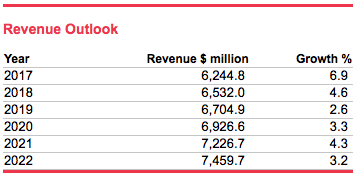 Revenue Outlook
Year Revenue $ million Growth %
2017 6,244.8 6.9
2018 6,532.0 4.6
2019 6,704.9 2.6
2020 6,926.6 3.3
2021 7,226.7 4.3
2022 7,459.7 3.2